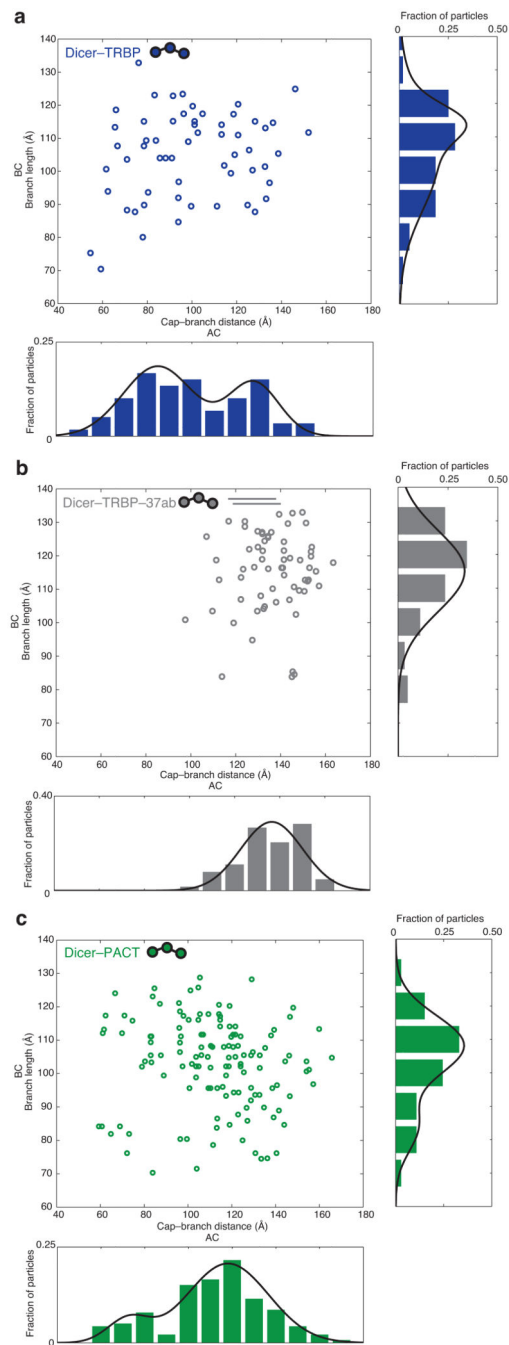 a
Fraction of particles
0 0.25 0.50
Dicer–TRBP
140
130
120
110
100
90
80
70
60
BC
Branch length (Å)
40 60 80 100 120 140 160 180
Cap–branch distance (Å)
AC
Fraction of particles
0.25
0
b
Fraction of particles
0 0.25 0.50
Dicer–TRBP–37ab
140
130
120
110
100
90
80
70
60
BC
Branch length (Å)
40 60 80 100 120 140 160 180
Cap–branch distance (Å)
AC
0.40
Fraction of particles
0
c
Fraction of particles
0 0.25 0.50
Dicer–PACT
140
130
120
110
100
90
80
70
60
BC
Branch length (Å)
40 60 80 100 120 140 160 180
Cap–branch distance (Å)
AC
0.25
Fraction of particles
0